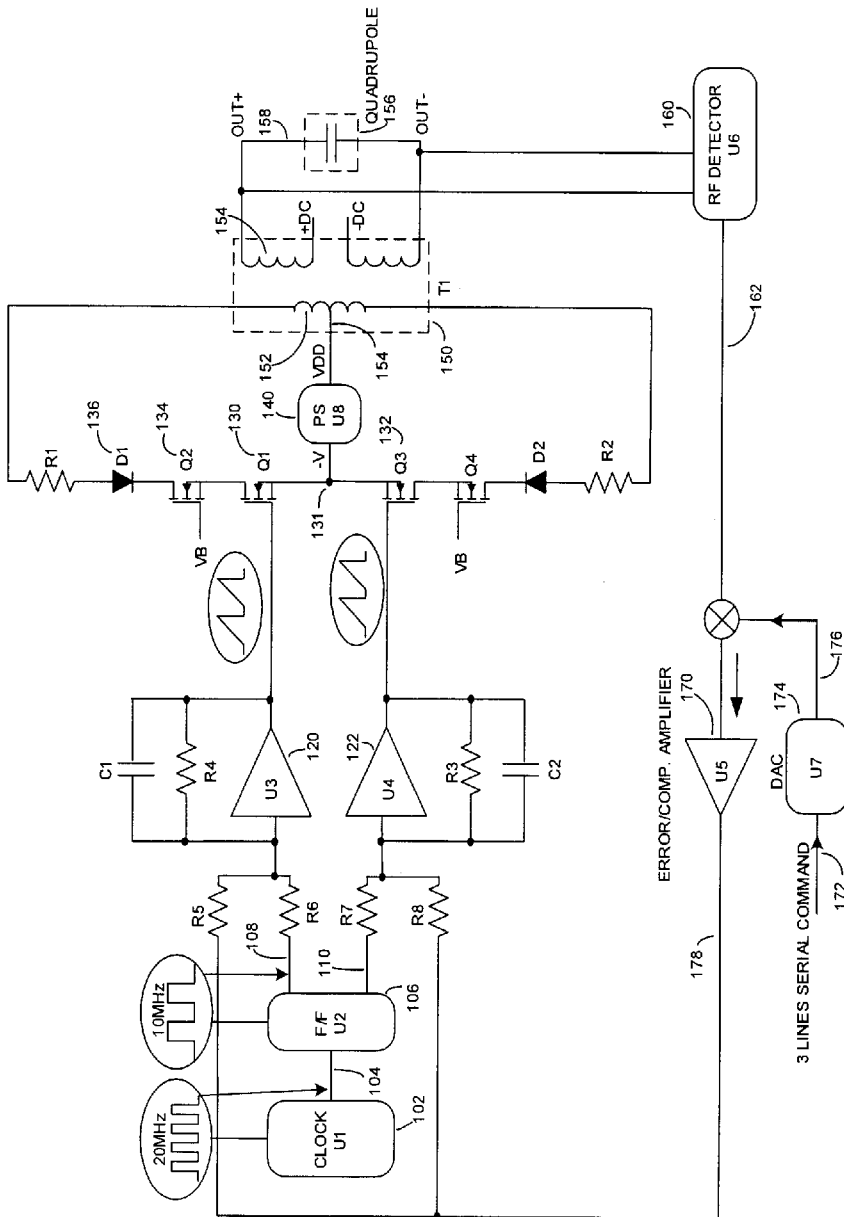 20MHz
CLOCK
U1
102
104
10MHz
F/F
U2
106
108
110
R5
R6
R7
R8
C1
R4
U3
120
U4
122
R3
C2
VB
VB
R1
D1
136
Q2
134
Q1
130
131
-V
PS
U8
140
VDD
Q3
132
Q4
D2
R2
152
154
T1
150
154
+DC
-DC
OUT+
158
QUADRUPOLE
156
OUT-
160
RF DETECTOR
U6
162
ERROR/COMP. AMPLIFIER
170
U5
178
3 LINES SERIAL COMMAND
172
DAC
174
U7
176